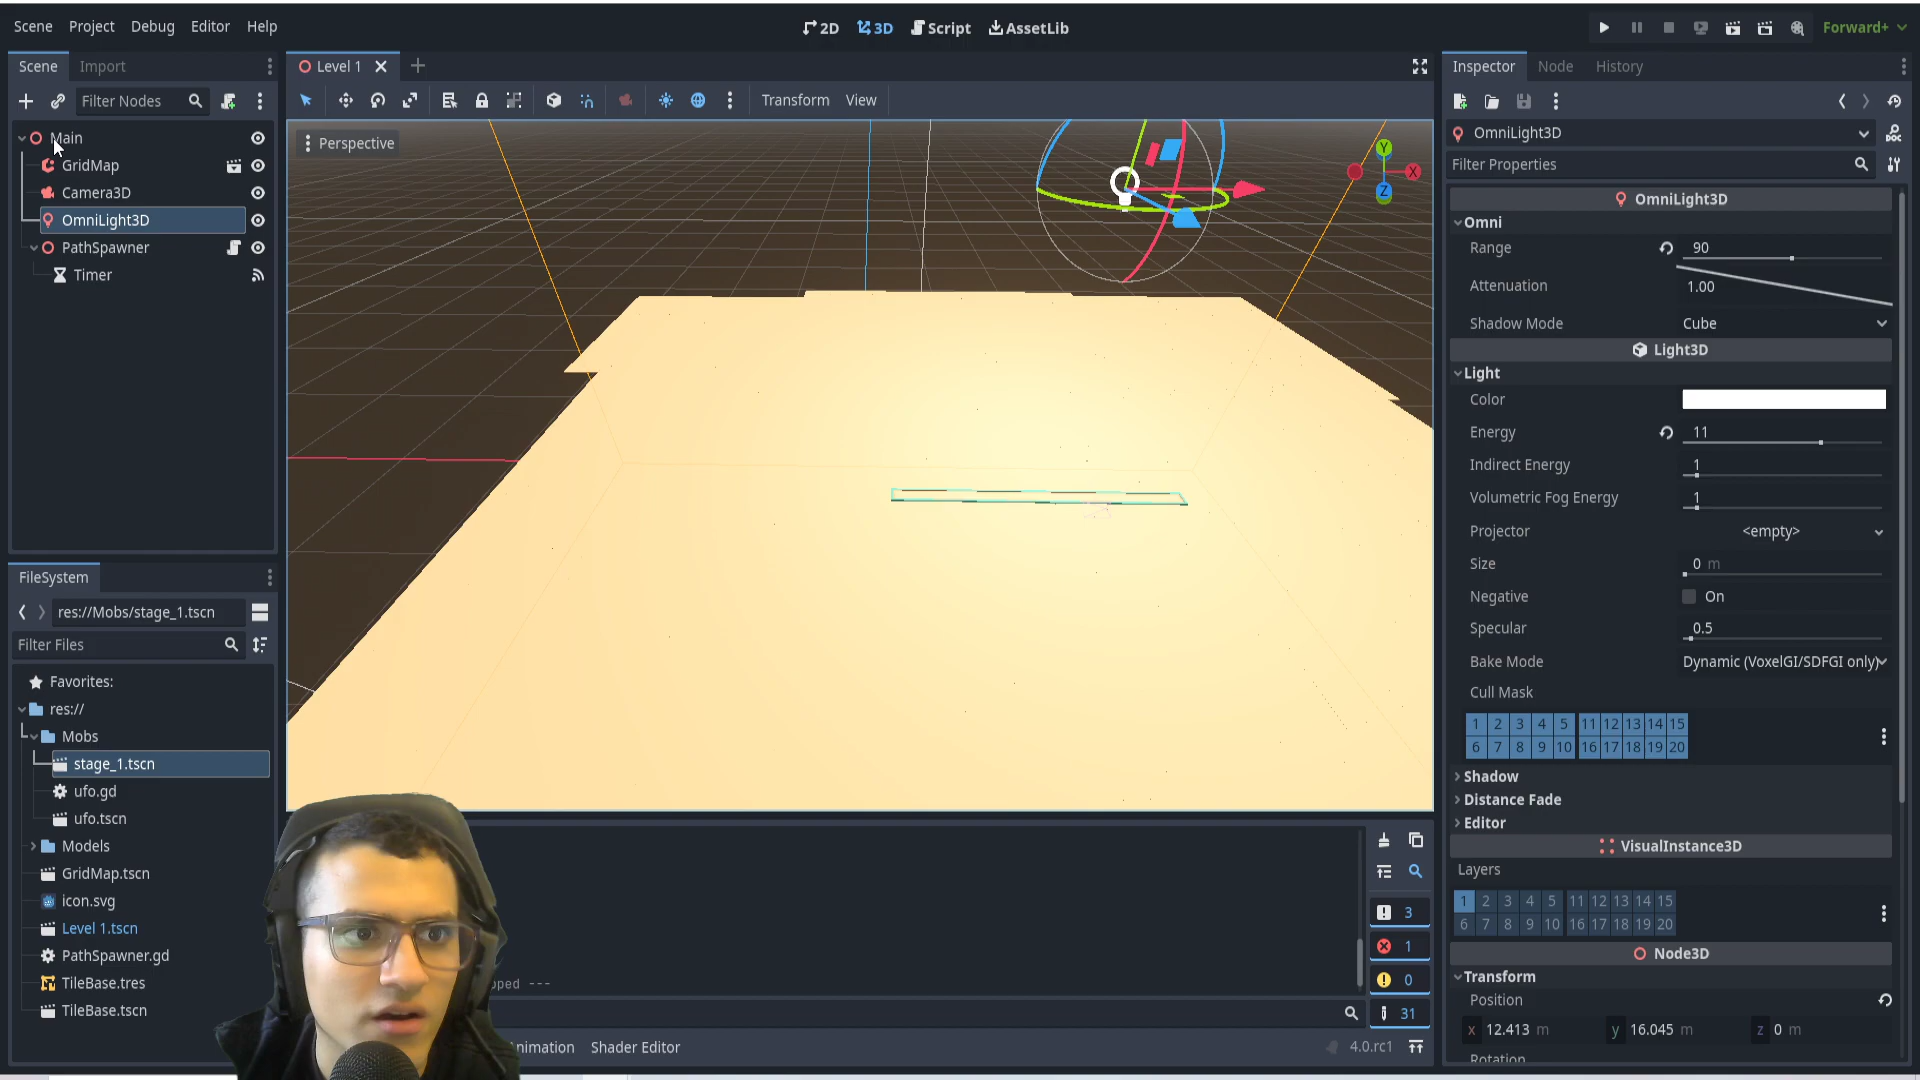 Scene Project Debug Editor Help
2D 3D Script AssetLib
Forward+
Scene Import
Filter Nodes
Main
GridMap
Camera3D
OmniLight3D
PathSpawner
Timer
FileSystem
res://Mobs/stage_1.tscn
Filter Files
Favorites:
res://
Mobs
stage_1.tscn
ufo.gd
ufo.tscn
Models
GridMap.tscn
icon.svg
Level 1.tscn
PathSpawner.gd
TileBase.tres
TileBase.tscn
Level 1
Transform View
Perspective
Y
X
Z
3
1
0
31
pped ---
nimation Shader Editor
4.0.rc1
Inspector Node History
OmniLight3D
Filter Properties
OmniLight3D
Omni
Range 90
Attenuation 1.00
Shadow Mode Cube
Light3D
Light
Color
Energy 11
Indirect Energy 1
Volumetric Fog Energy 1
Projector <empty>
Size 0 m
Negative On
Specular 0.5
Bake Mode Dynamic (VoxelGI/SDFGI only)
Cull Mask
1 2 3 4 5 11 12 13 14 15
6 7 8 9 10 16 17 18 19 20
Shadow
Distance Fade
Editor
VisualInstance3D
Layers
1 2 3 4 5 11 12 13 14 15
6 7 8 9 10 16 17 18 19 20
Node3D
Transform
Position
x 12.413 m y 16.045 m z 0 m
Rotation